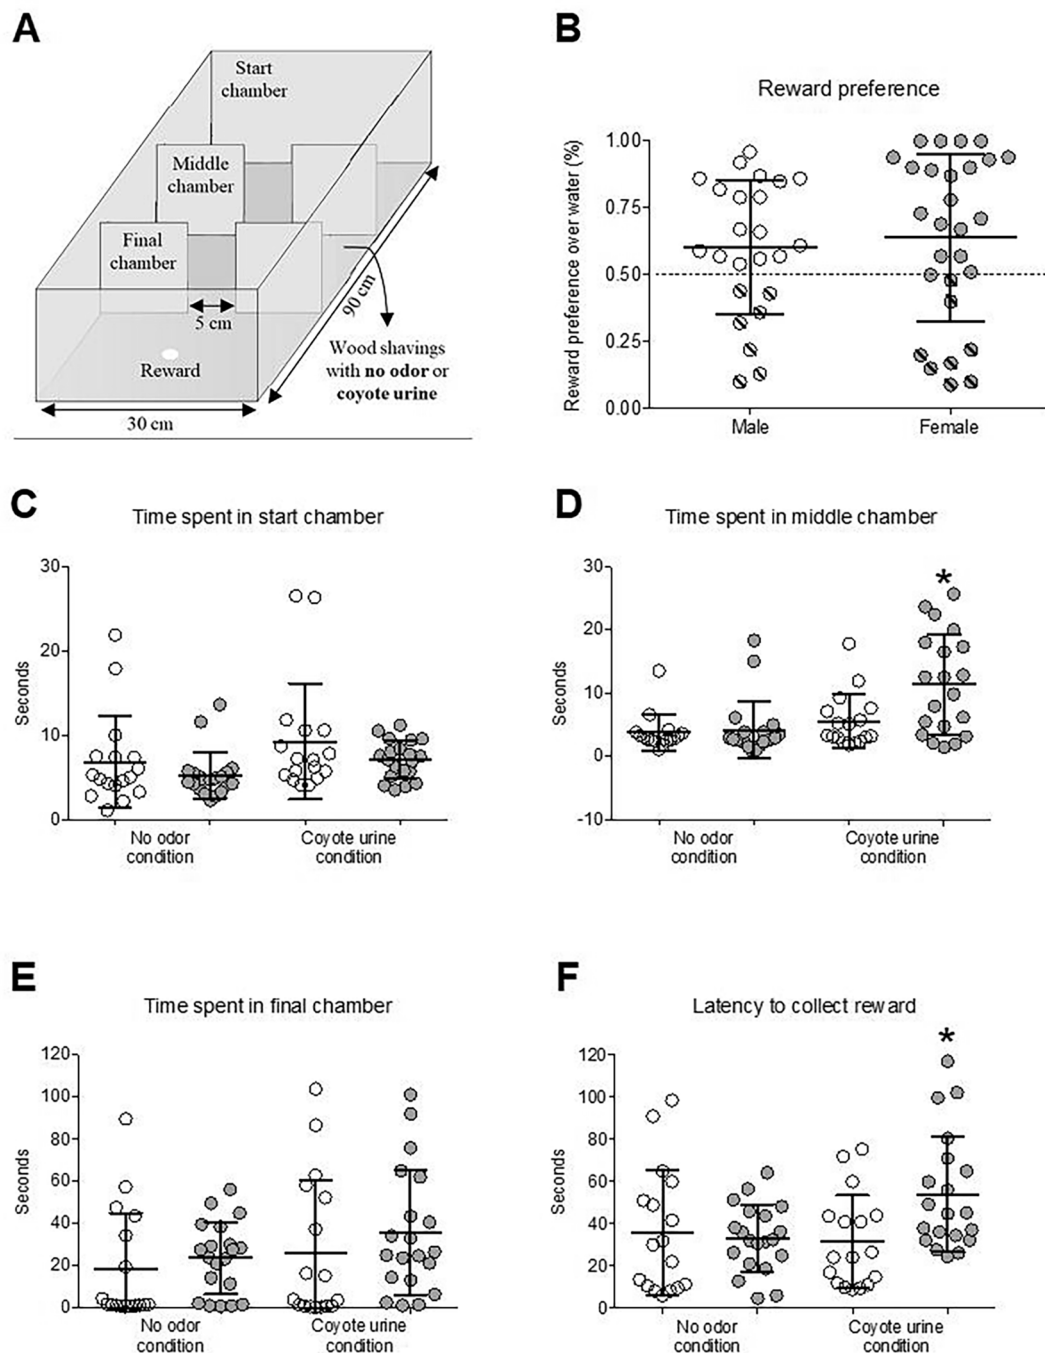 A
Start
chamber
Middle
chamber
Final
chamber
5 cm
90 cm
Reward
Wood shavings
with no odor or
coyote urine
30 cm
B
Reward preference
Reward preference over water (%)
1.00
0.75
0.50
0.25
0.00
Male
Female
C
Time spent in start chamber
Seconds
30
20
10
0
No odor
condition
Coyote urine
condition
D
Time spent in middle chamber
Seconds
30
20
10
0
-10
*
No odor
condition
Coyote urine
condition
E
Time spent in final chamber
Seconds
120
100
80
60
40
20
0
No odor
condition
Coyote urine
condition
F
Latency to collect reward
Seconds
120
100
80
60
40
20
0
*
No odor
condition
Coyote urine
condition